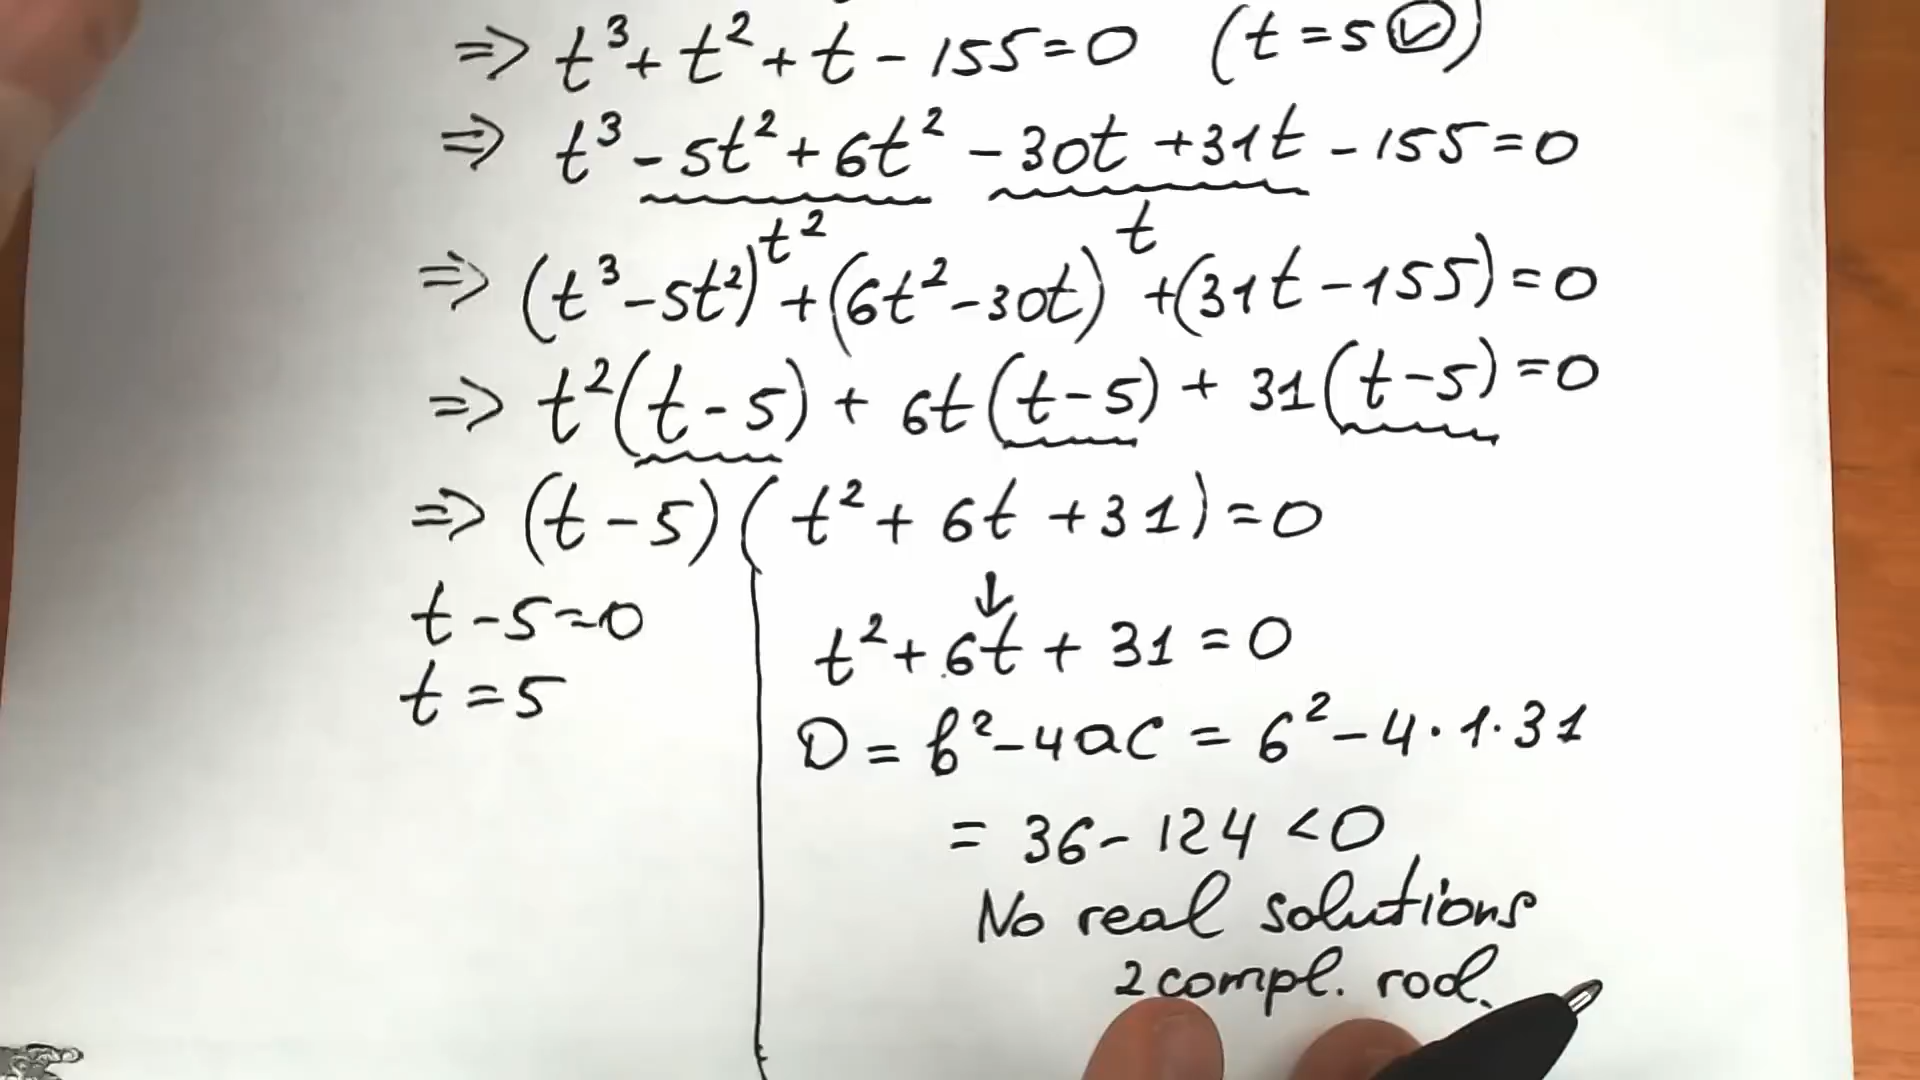 => t³ + t² + t - 155 = 0 (t = 5 ✓)
=> t³ - 5t² + 6t² - 30t + 31t - 155 = 0
t² t
=> (t³ - 5t²) + (6t² - 30t) + (31t - 155) = 0
=> t²(t - 5) + 6t(t - 5) + 31(t - 5) = 0
=> (t - 5)(t² + 6t + 31) = 0
↓
t - 5 = 0
t = 5
t² + 6t + 31 = 0
D = b² - 4ac = 6² - 4 · 1 · 31
= 36 - 124 < 0
No real solutions
2 compl. rod.